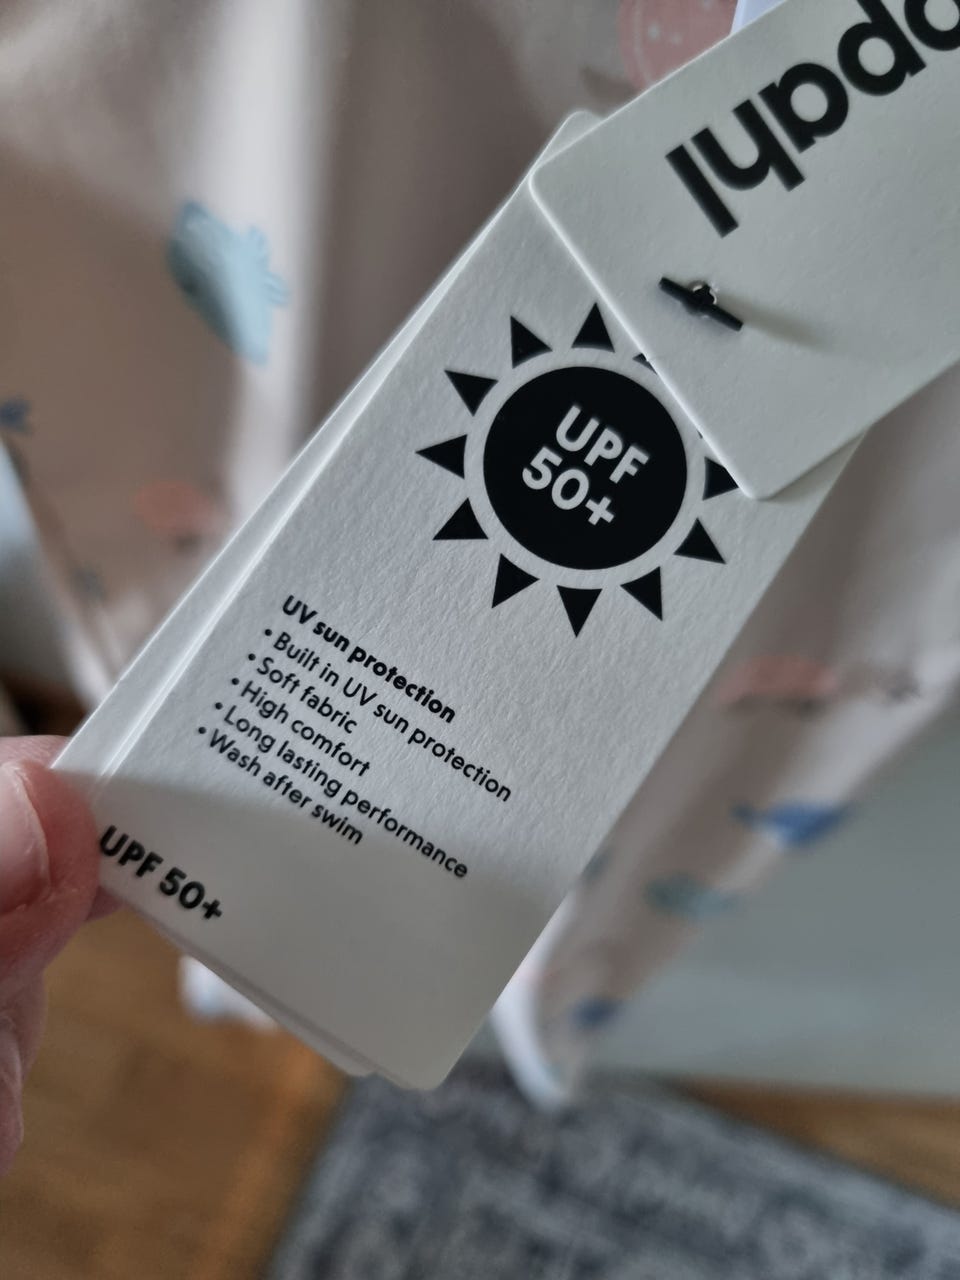 ppahl
UPF
50+
UV sun protection
• Built in UV sun protection
• Soft fabric
• High comfort
• Long lasting performance
• Wash after swim
UPF 50+